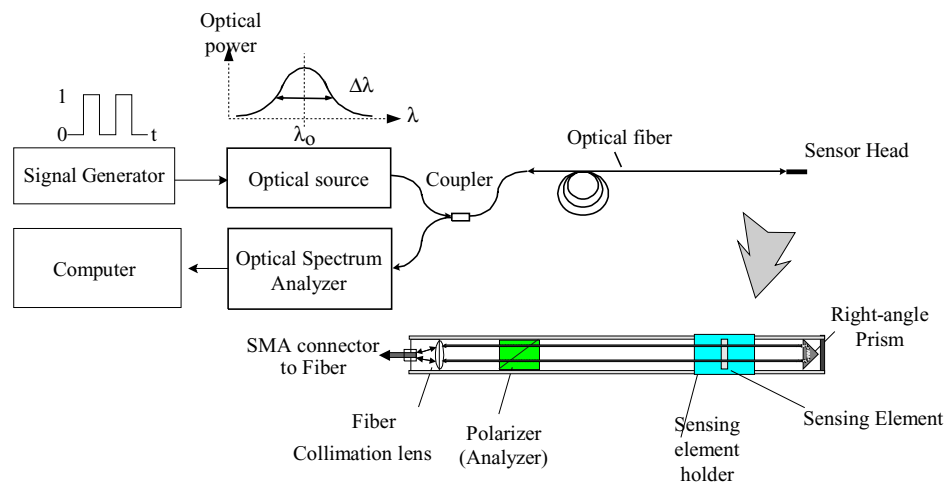 Optical
power
Δλ
λ
λo
1
0
t
Signal Generator
Optical source
Coupler
Optical fiber
Sensor Head
Computer
Optical Spectrum
Analyzer
Right-angle
Prism
SMA connector
to Fiber
Fiber
Collimation lens
Polarizer
(Analyzer)
Sensing
element
holder
Sensing Element